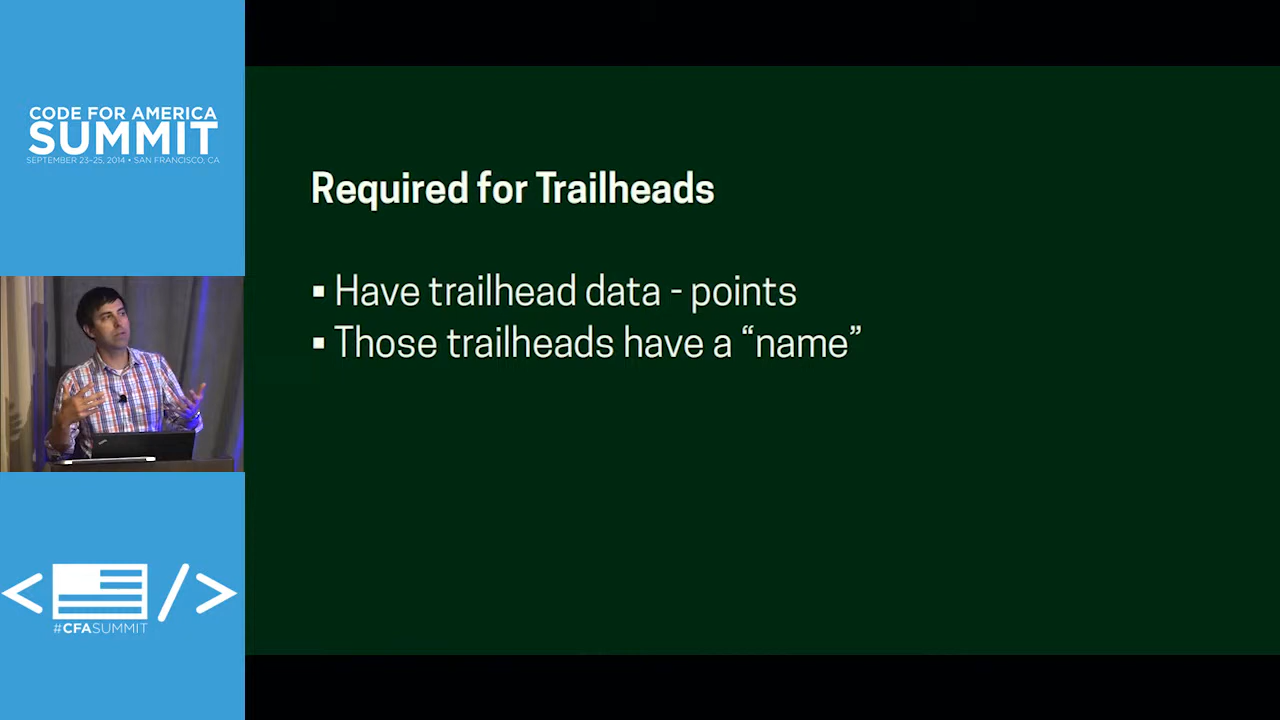 CODE FOR AMERICA
SUMMIT
SEPTEMBER 23-25, 2014 • SAN FRANCISCO, CA
Required for Trailheads
▪ Have trailhead data - points
▪ Those trailheads have a “name”
</>
#CFASUMMIT